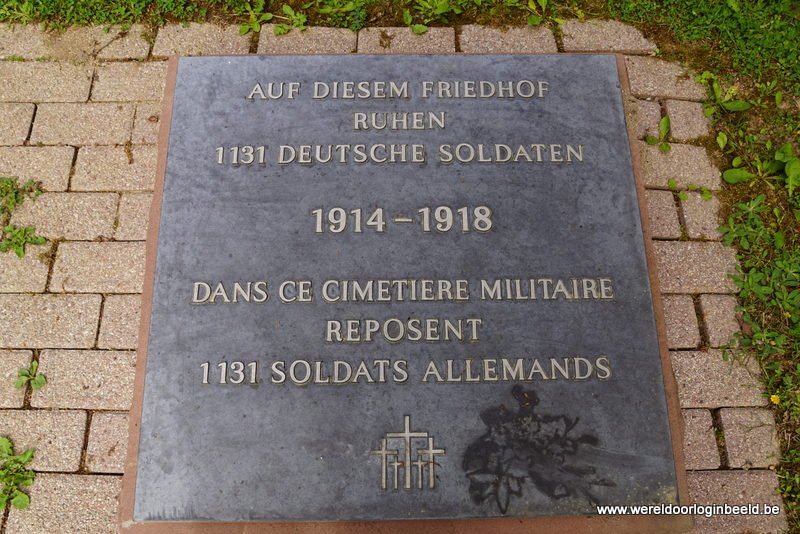 AUF DIESEM FRIEDHOF
RUHEN
1131 DEUTSCHE SOLDATEN
1914 – 1918
DANS CE CIMETIERE MILITAIRE
REPOSENT
1131 SOLDATS ALLEMANDS
www.wereldoorloginbeeld.be